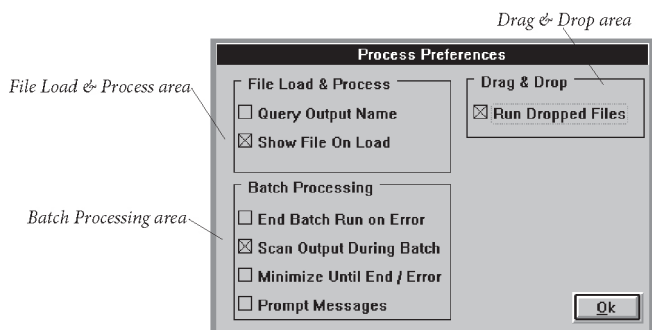 Drag & Drop area
Process Preferences
File Load & Process area
File Load & Process
Query Output Name
Show File On Load
Drag & Drop
Run Dropped Files
Batch Processing area
Batch Processing
End Batch Run on Error
Scan Output During Batch
Minimize Until End / Error
Prompt Messages
Ok